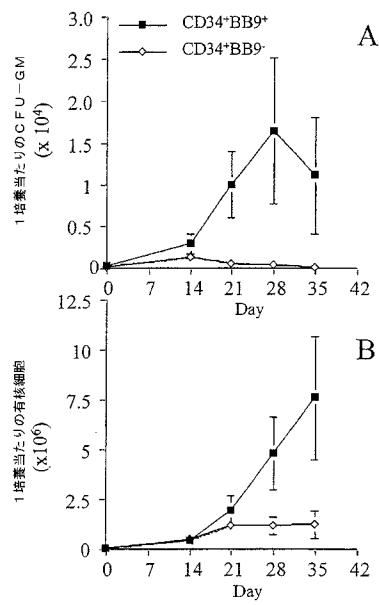 CD34⁺BB9⁺
CD34⁺BB9⁻
A
1培養当たりのCFU-GM
(x 10⁴)
3.0
2.5
2.0
1.5
1
0.5
0
0 7 14 21 28 35 42
Day
B
1培養当たりの有核細胞
(x10⁶)
12.5
10
7.5
5
2.5
0
0 7 14 21 28 35 42
Day